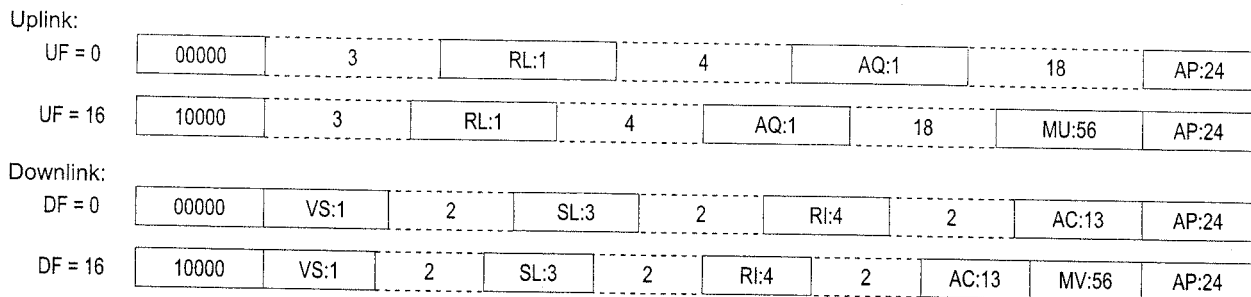 Uplink:
UF = 0 00000 3 RL:1 4 AQ:1 18 AP:24
UF = 16 10000 3 RL:1 4 AQ:1 18 MU:56 AP:24
Downlink:
DF = 0 00000 VS:1 2 SL:3 2 RI:4 2 AC:13 AP:24
DF = 16 10000 VS:1 2 SL:3 2 RI:4 2 AC:13 MV:56 AP:24